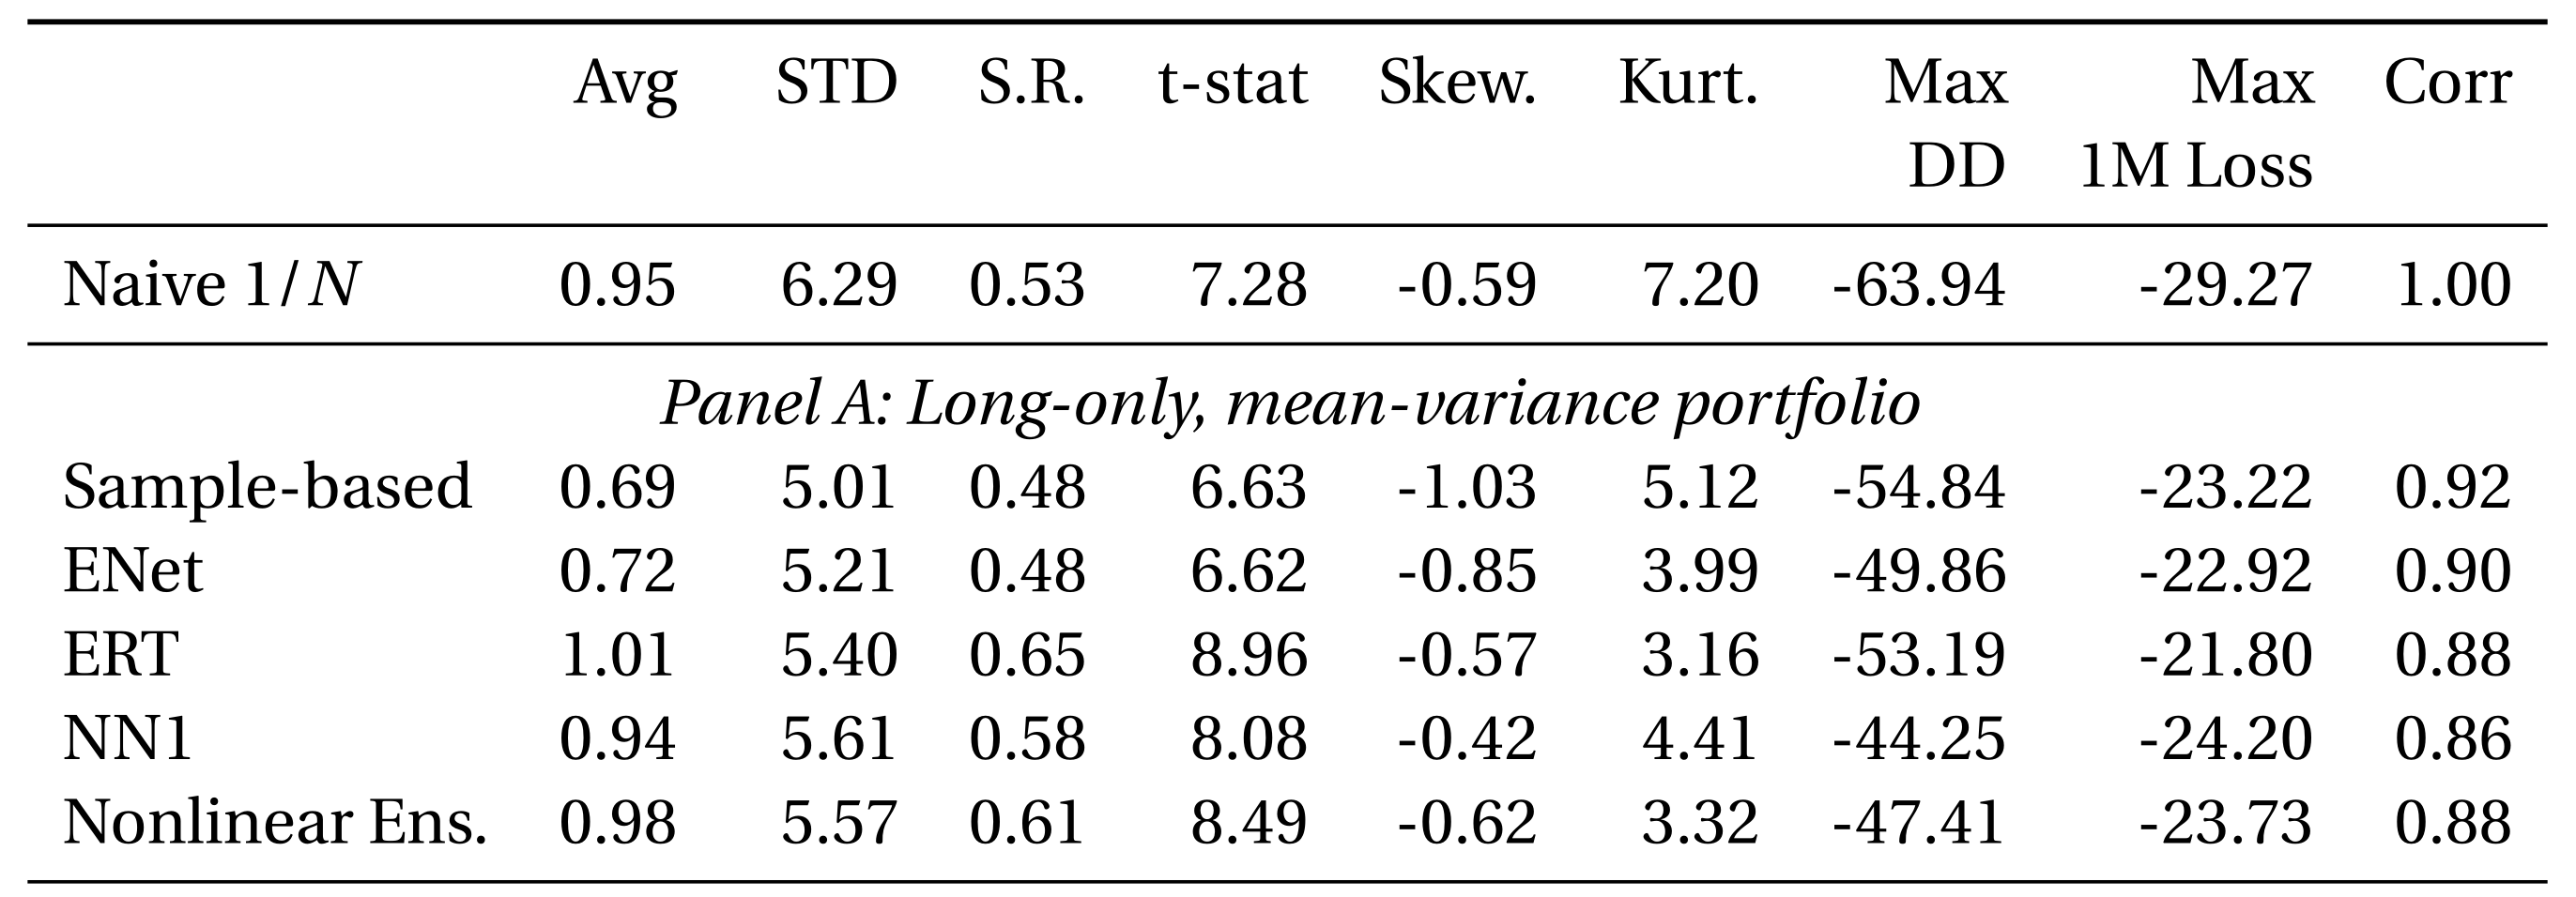 Avg STD S.R. t-stat Skew. Kurt. Max Max Corr
DD 1M Loss
Naive 1/N 0.95 6.29 0.53 7.28 -0.59 7.20 -63.94 -29.27 1.00
Panel A: Long-only, mean-variance portfolio
Sample-based 0.69 5.01 0.48 6.63 -1.03 5.12 -54.84 -23.22 0.92
ENet 0.72 5.21 0.48 6.62 -0.85 3.99 -49.86 -22.92 0.90
ERT 1.01 5.40 0.65 8.96 -0.57 3.16 -53.19 -21.80 0.88
NN1 0.94 5.61 0.58 8.08 -0.42 4.41 -44.25 -24.20 0.86
Nonlinear Ens. 0.98 5.57 0.61 8.49 -0.62 3.32 -47.41 -23.73 0.88